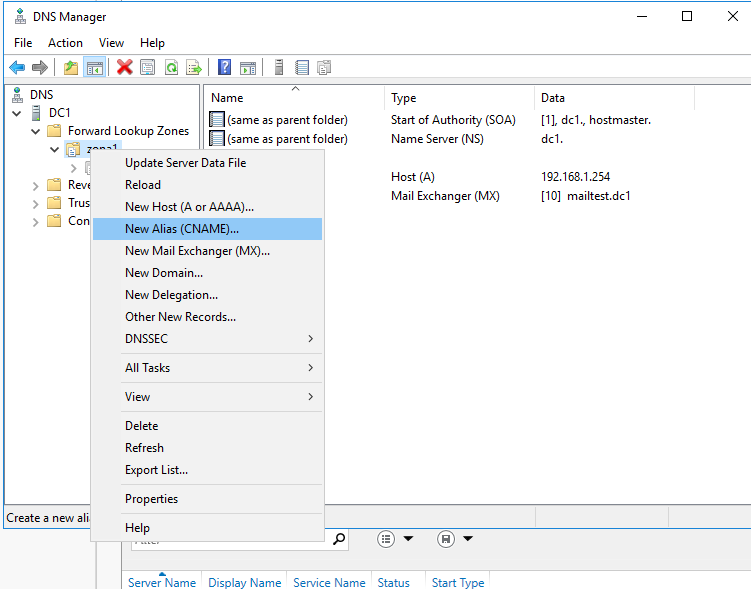 DNS Manager
File Action View Help
DNS
DC1
Forward Lookup Zones
zona1
Reve
Trus
Con
Name Type Data
(same as parent folder) Start of Authority (SOA) [1], dc1., hostmaster.
(same as parent folder) Name Server (NS) dc1.
Host (A) 192.168.1.254
Mail Exchanger (MX) [10] mailtest.dc1
Update Server Data File
Reload
New Host (A or AAAA)...
New Alias (CNAME)...
New Mail Exchanger (MX)...
New Domain...
New Delegation...
Other New Records...
DNSSEC
All Tasks
View
Delete
Refresh
Export List...
Properties
Help
Create a new ali
Server Name Display Name Service Name Status Start Type